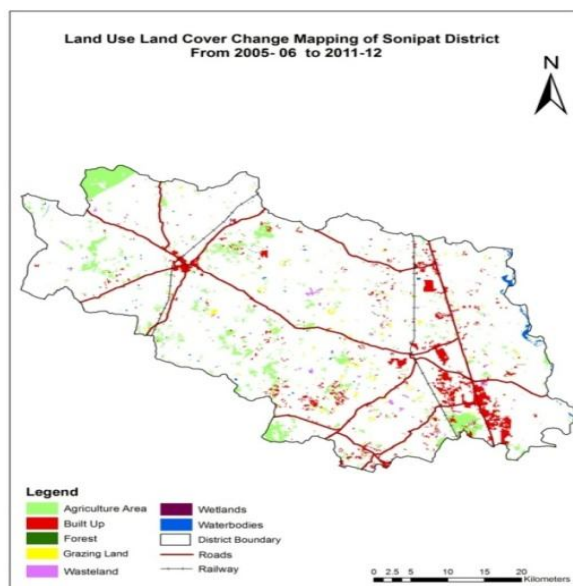 Land Use Land Cover Change Mapping of Sonipat District
From 2005- 06  to 2011-12
N
Legend
Agriculture Area
Built Up
Forest
Grazing Land
Wasteland
Wetlands
Waterbodies
District Boundary
Roads
Railway
0 2.5 5 10 15 20
Kilometers